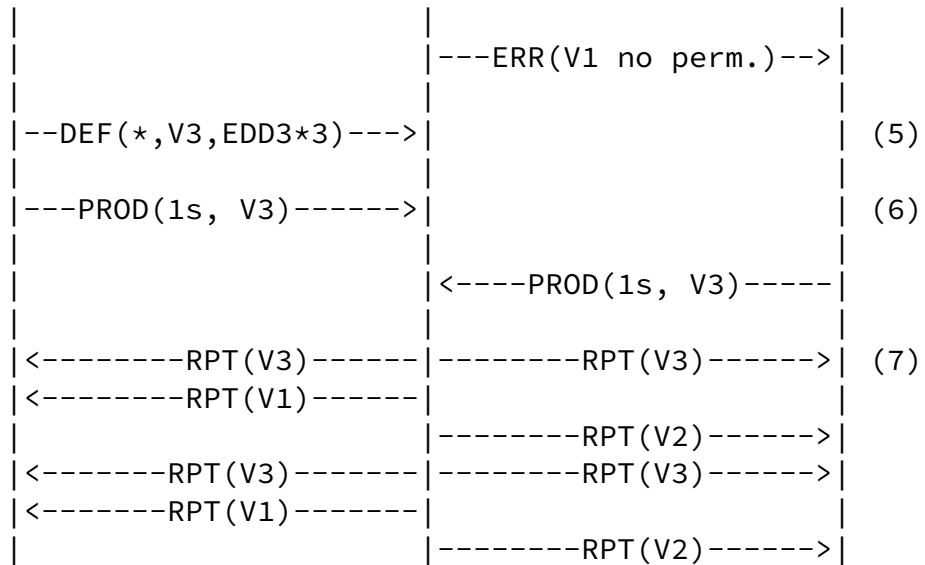 |                    |                    |
|                    |---ERR(V1 no perm.)-->|
|                    |                    |
|--DEF(*,V3,EDD3*3)--->|                    | (5)
|                    |                    |
|---PROD(1s, V3)------>|                    | (6)
|                    |                    |
|                    |<----PROD(1s, V3)-----|
|                    |                    |
|<--------RPT(V3)------|--------RPT(V3)------>| (7)
|<--------RPT(V1)------|                    |
|                    |--------RPT(V2)------>|
|<-------RPT(V3)-------|--------RPT(V3)------>|
|<-------RPT(V1)-------|                    |
|                    |--------RPT(V2)------>|